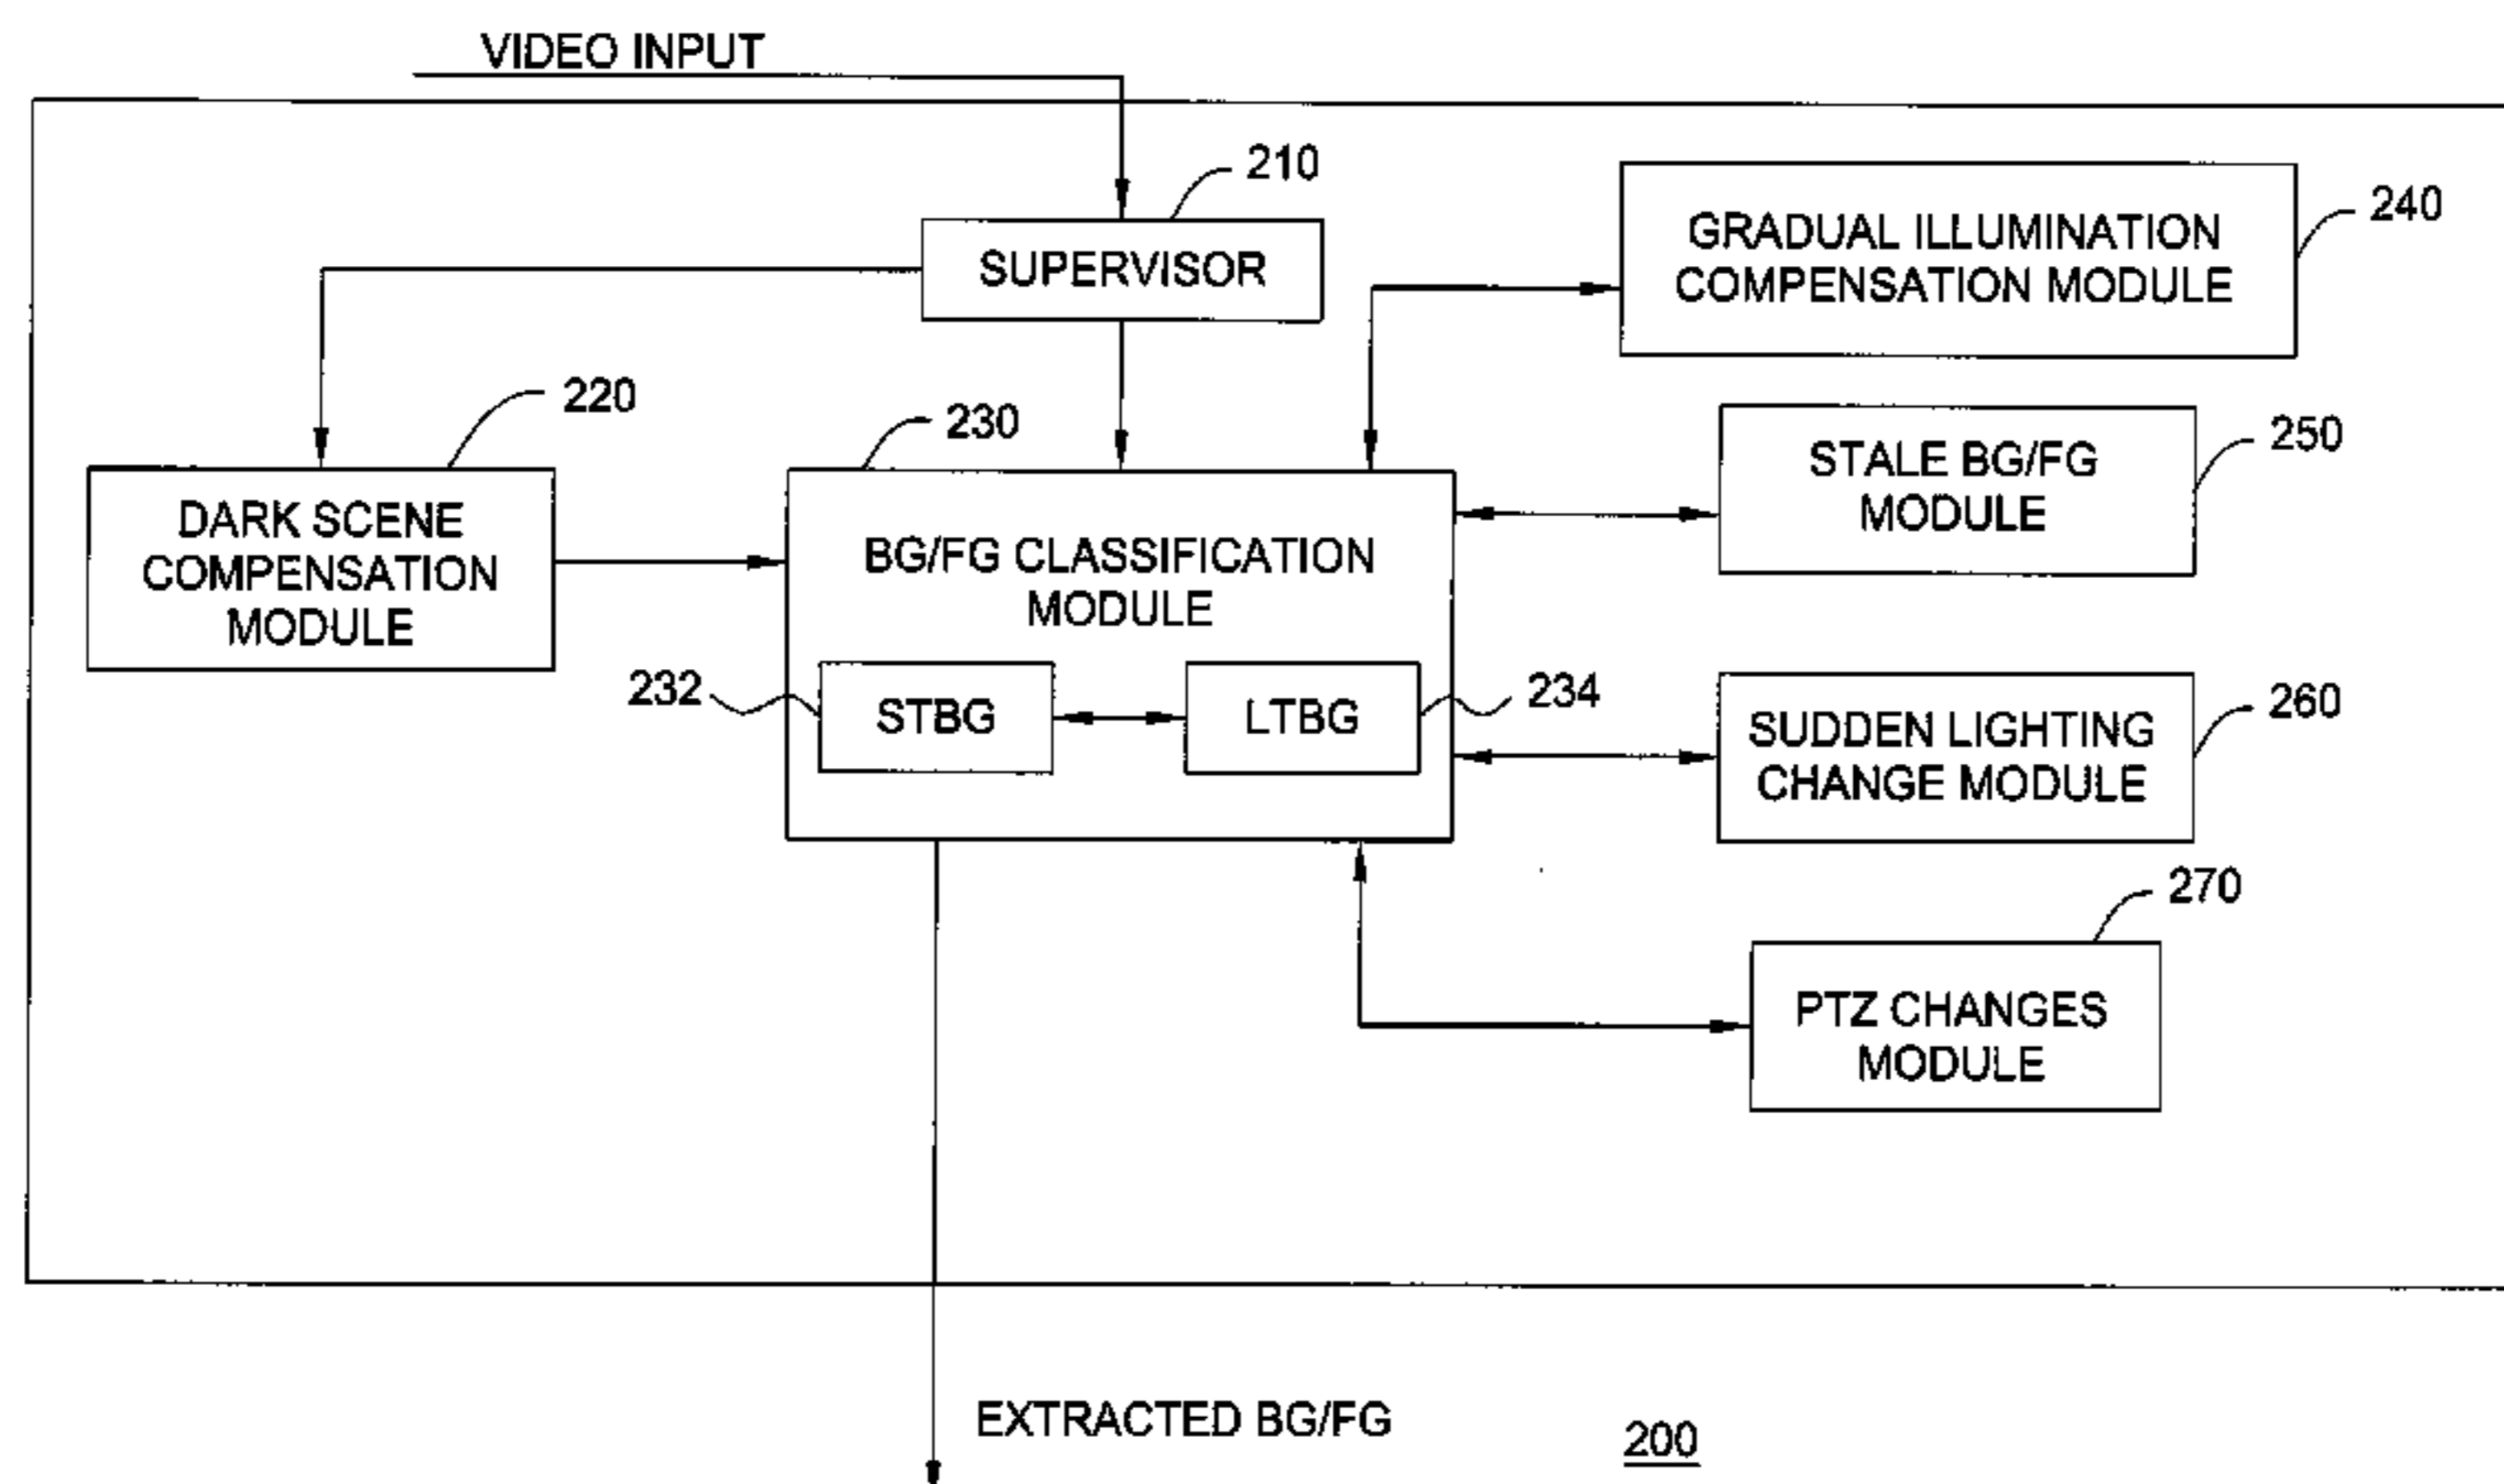 VIDEO INPUT
210
SUPERVISOR
240
GRADUAL ILLUMINATION
COMPENSATION MODULE
220
DARK SCENE
COMPENSATION
MODULE
230
BG/FG CLASSIFICATION
MODULE
232
STBG
LTBG
234
250
STALE BG/FG
MODULE
260
SUDDEN LIGHTING
CHANGE MODULE
270
PTZ CHANGES
MODULE
EXTRACTED BG/FG
200